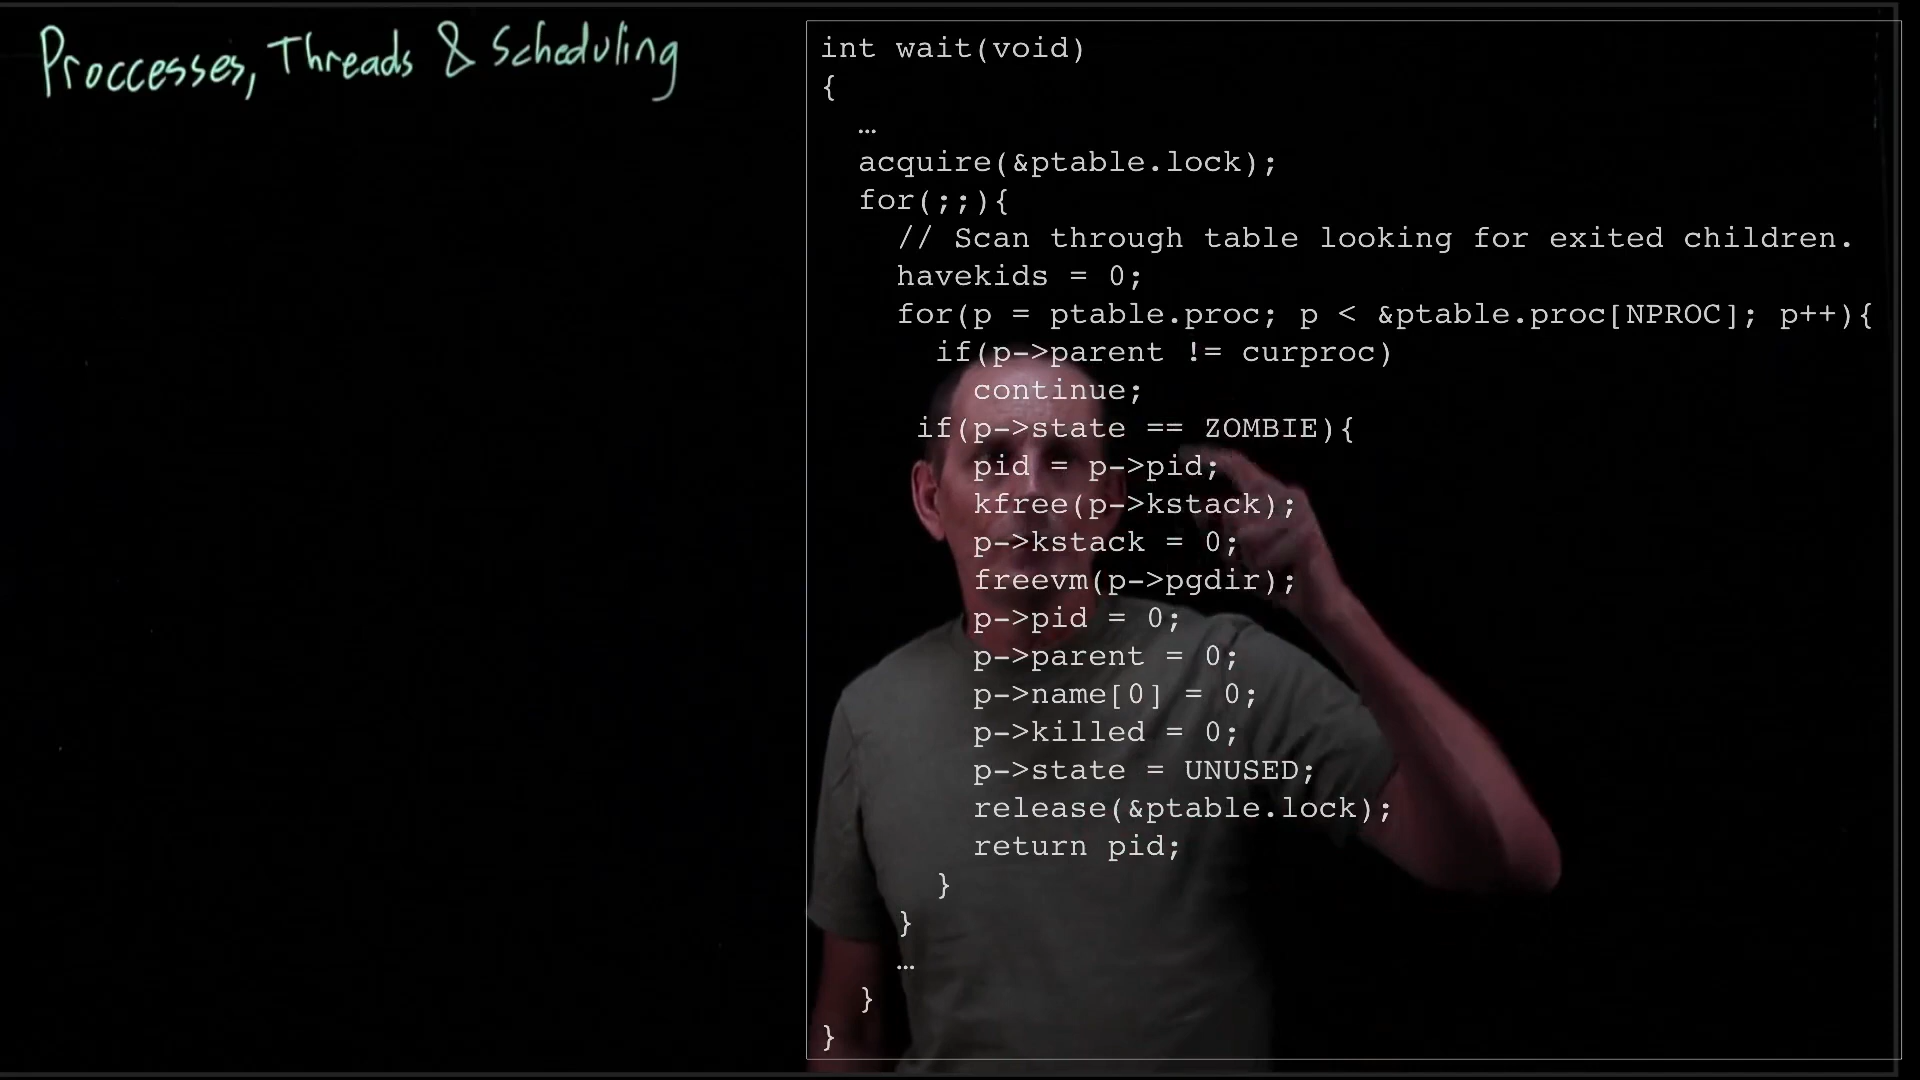 Proccesses, Threads & Scheduling
int wait(void)
{
…
acquire(&ptable.lock);
for(;;){
// Scan through table looking for exited children.
havekids = 0;
for(p = ptable.proc; p < &ptable.proc[NPROC]; p++){
if(p->parent != curproc)
continue;
if(p->state == ZOMBIE){
pid = p->pid;
kfree(p->kstack);
p->kstack = 0;
freevm(p->pgdir);
p->pid = 0;
p->parent = 0;
p->name[0] = 0;
p->killed = 0;
p->state = UNUSED;
release(&ptable.lock);
return pid;
}
}
…
}
}